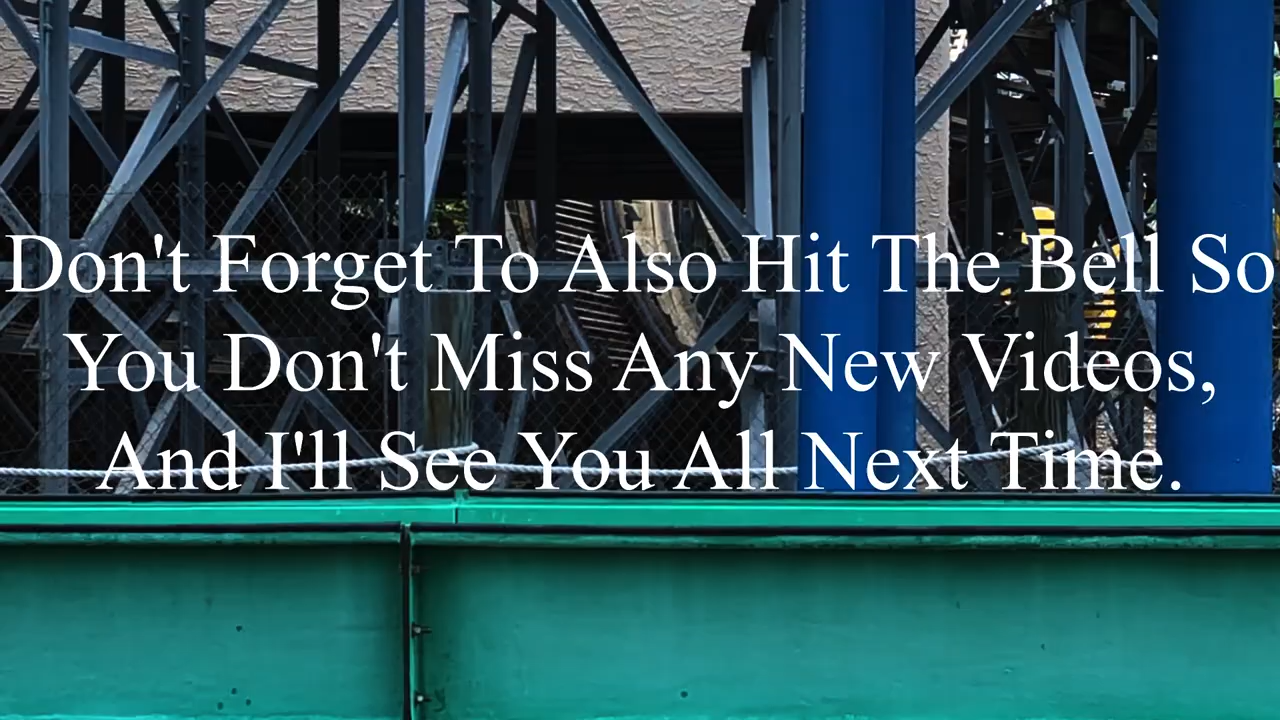 Don't Forget To Also Hit The Bell So
You Don't Miss Any New Videos,
And I'll See You All Next Time.